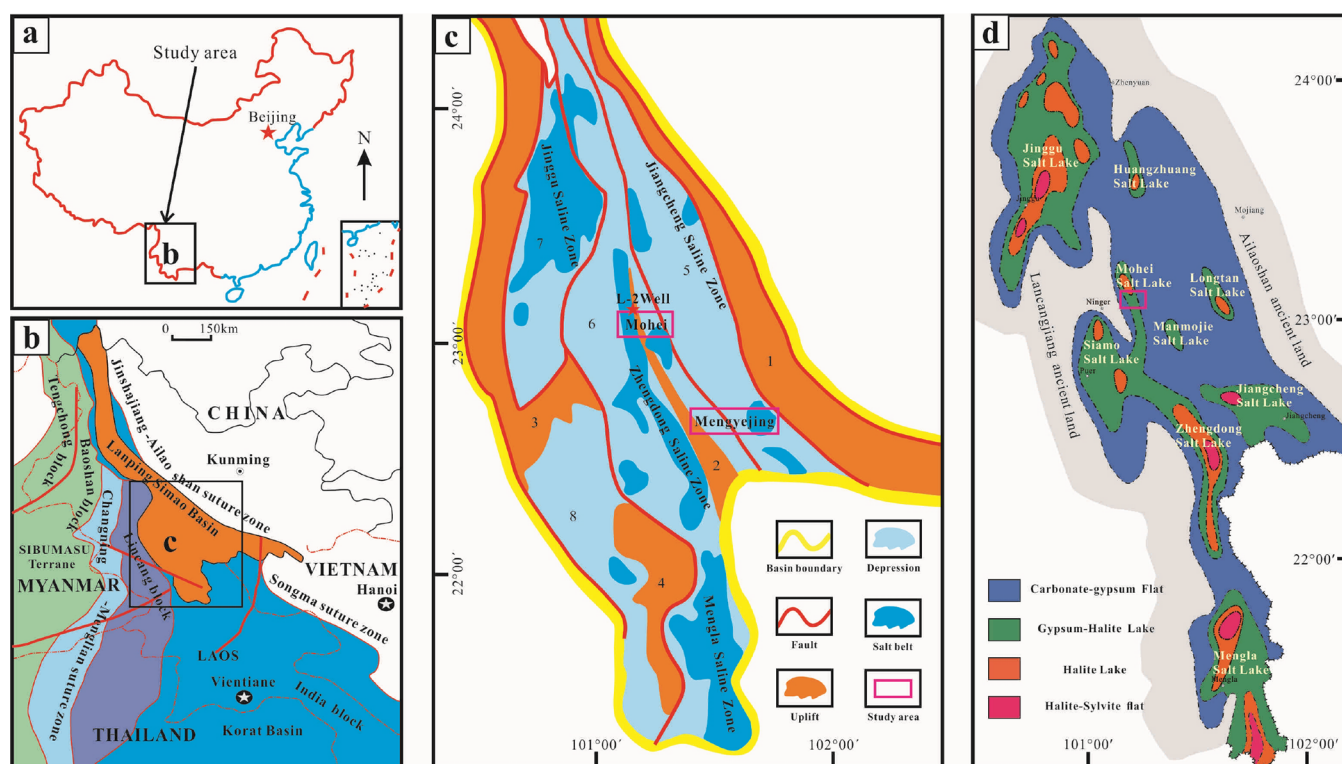 a
Study area
Beijing
N
b
b
0 150km
Jinshajiang-Ailao shan suture zone
CHINA
Tengchong block
Baoshan block
Lanping Simao Basin
Kunming
Changning
-Menglian suture zone
c
Lincang block
SIBUMASU
Terrane
MYANMAR
VIETNAM
Hanoi
Songma suture zone
LAOS
Vientiane
India block
THAILAND
Korat Basin
c
24°00′
23°00′
22°00′
Jinggu Saline Zone
Jiangcheng Saline Zone
7
5
L-2Well
6
Mohei
1
Zhengdong Saline Zone
3
Mengyejing
2
8
4
Mengla Saline Zone
Basin boundary
Depression
Fault
Salt belt
Uplift
Study area
101°00′
102°00′
d
24°00′
Zhenyuan
Jinggu
Salt Lake
Jinggu
Huangzhuang
Salt Lake
Mojiang
Ailaoshan ancient land
Lancangjiang ancient land
Mohei
Salt Lake
Longtan
Salt Lake
Ninger
Manmojie
Salt Lake
23°00′
Siamo
Salt Lake
Puer
Jiangcheng
Salt Lake
Jiangcheng
Zhengdong
Salt Lake
22°00′
Carbonate-gypsum Flat
Gypsum-Halite Lake
Halite Lake
Halite-Sylvite flat
Mengla
Salt Lake
Mengla
101°00′
102°00′